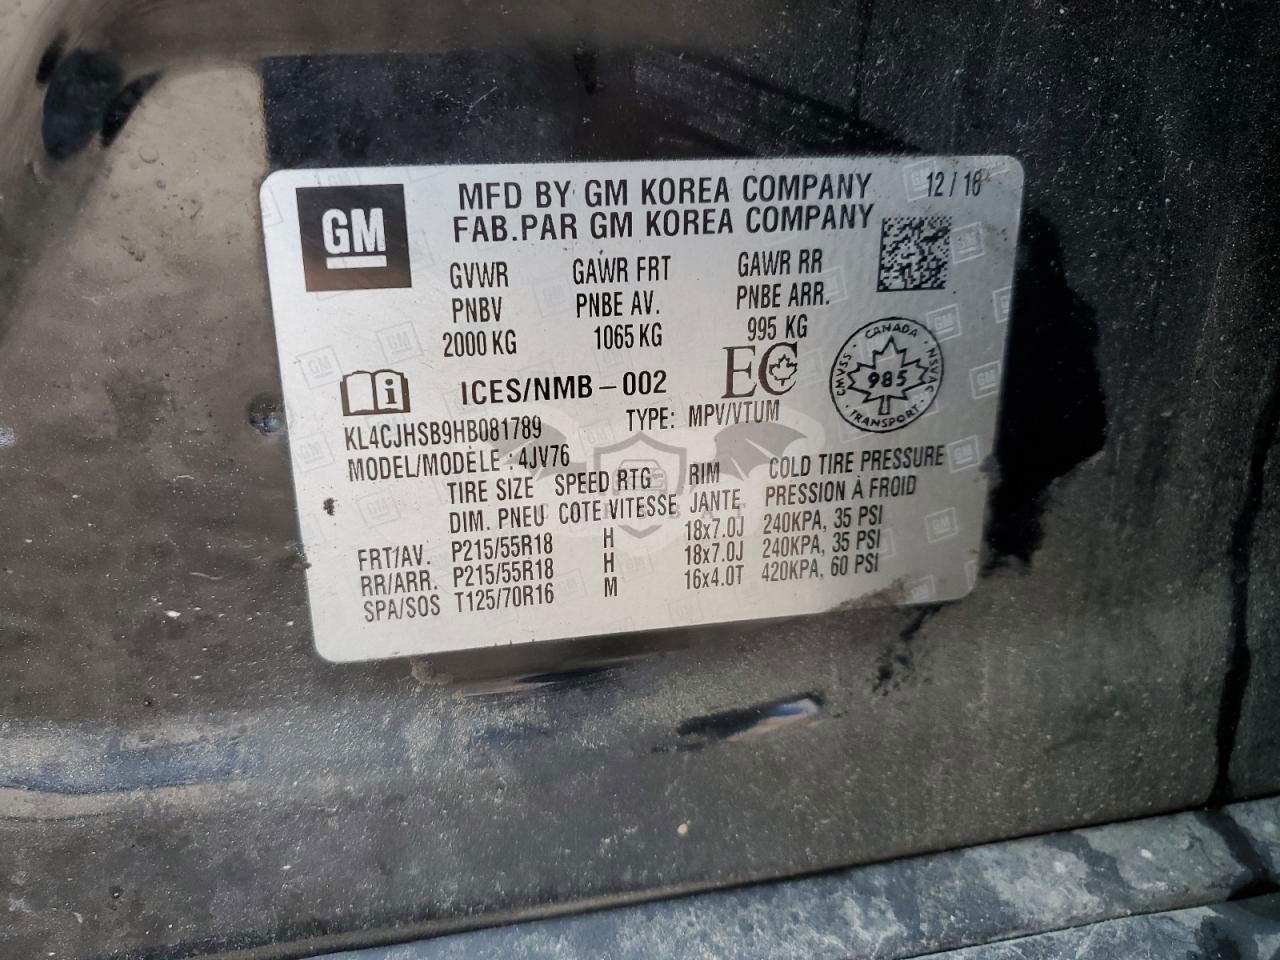 GM
MFD BY GM KOREA COMPANY 12/16
FAB.PAR GM KOREA COMPANY
GVWR GAWR FRT GAWR RR
PNBV PNBE AV. PNBE ARR.
2000 KG 1065 KG 995 KG
ICES/NMB-002 EC
CANADA
CMVSS NSVAC
985
TRANSPORT
KL4CJHSB9HB081789 TYPE: MPV/VTUM
MODEL/MODÈLE : 4JV76
TIRE SIZE SPEED RTG RIM COLD TIRE PRESSURE
DIM. PNEU COTE VITESSE JANTE PRESSION À FROID
FRT/AV. P215/55R18 H 18x7.0J 240KPA, 35 PSI
RR/ARR. P215/55R18 H 18x7.0J 240KPA, 35 PSI
SPA/SOS T125/70R16 M 16x4.0T 420KPA, 60 PSI